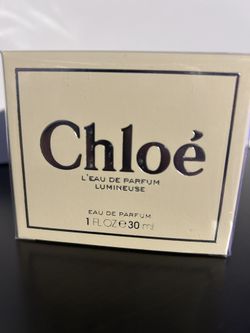 Chloé
L'EAU DE PARFUM
LUMINEUSE
EAU DE PARFUM
1 FL OZ ℮ 30 ml